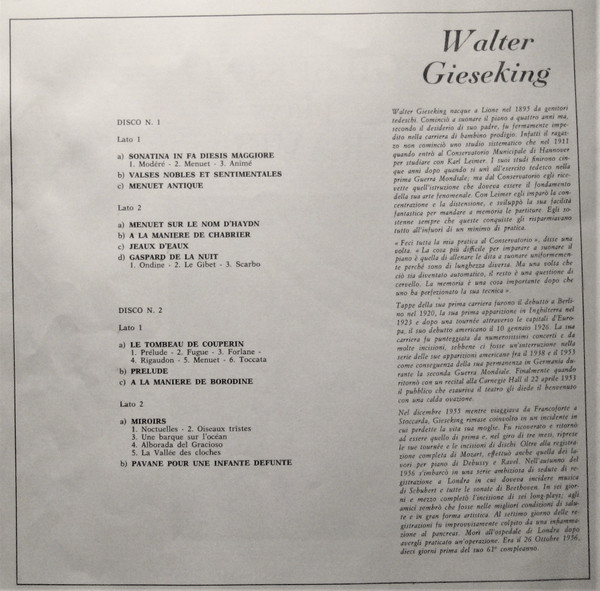 Walter
Gieseking
DISCO N. 1
Lato 1
a) SONATINA IN FA DIESIS MAGGIORE
1. Modéré - 2. Menuet - 3. Animé
b) VALSES NOBLES ET SENTIMENTALES
c) MENUET ANTIQUE
Lato 2
a) MENUET SUR LE NOM D'HAYDN
b) A LA MANIERE DE CHABRIER
c) JEAUX D'EAUX
d) GASPARD DE LA NUIT
1. Ondine - 2. Le Gibet - 3. Scarbo
DISCO N. 2
Lato 1
a) LE TOMBEAU DE COUPERIN
1. Prélude - 2. Fugue - 3. Forlane -
4. Rigaudon - 5. Menuet - 6. Toccata
b) PRELUDE
c) A LA MANIERE DE BORODINE
Lato 2
a) MIROIRS
1. Noctuelles - 2. Oiseaux tristes
3. Une barque sur l'océan
4. Alborada del Gracioso
5. La Vallée des cloches
b) PAVANE POUR UNE INFANTE DEFUNTE
Walter Gieseking nacque a Lione nel 1895 da genitori
tedeschi. Cominciò a suonare il piano a quattro anni ma,
secondo il desiderio di suo padre, fu fermamente impe-
dito nella carriera di bambino prodigio. Infatti il ragaz-
zo non cominciò uno studio sistematico che nel 1911
quando entrò al Conservatorio Municipale di Hannover
per studiare con Karl Leimer. I suoi studi finirono cin-
que anni dopo quando si unì all'esercito tedesco nella
prima Guerra Mondiale; ma dal Conservatorio egli rice-
vette quell'istruzione che doveva essere il fondamento
della sua arte fenomenale. Con Leimer egli imparò la con-
centrazione e la distensione, e sviluppò la sua facilità
fantastica per mandare a memoria le partiture. Egli so-
stenne sempre che queste conquiste gli risparmiavano
tutto all'infuori di un minimo di pratica.
« Feci tutta la mia pratica al Conservatorio », disse una
volta. « La cosa più difficile per imparare a suonare il
piano è quella di allenare le dita a suonare uniformemen-
te perché sono di lunghezza diversa. Ma una volta che
ciò sia diventato automatico, il resto è una questione di
cervello. La memoria è una cosa importante dopo che
uno ha perfezionato la sua tecnica ».
Tappe della sua prima carriera furono il debutto a Berli-
no nel 1920, la sua prima apparizione in Inghilterra nel
1923 e dopo una tournée attraverso le capitali d'Euro-
pa, il suo debutto americano il 10 gennaio 1926. La sua
carriera fu punteggiata da numerosissimi concerti e da
molte incisioni, sebbene ci fosse un'interruzione nella
serie delle sue apparizioni americane fra il 1938 e il 1953
come conseguenza della sua permanenza in Germania du-
rante la seconda Guerra Mondiale. Finalmente quando
ritornò con un recital alla Carnegie Hall il 22 aprile 1953
il pubblico che esauriva il teatro gli diede il benvenuto
con una calda ovazione.
Nel dicembre 1955 mentre viaggiava da Francoforte a
Stoccarda, Gieseking rimase coinvolto in un incidente in
cui perdette la vita sua moglie. Fu ricoverato e ritornò
ad essere quello di prima e, nel giro di tre mesi, riprese
le sue tournée e le incisioni di dischi. Oltre alla registra-
zione completa di Mozart, effettuò anche quella dei la-
vori per piano di Debussy e Ravel. Nell'autunno del
1956 s'imbarcò in una serie ambiziosa di sedute di re-
gistrazione a Londra in cui doveva incidere musica
di Schubert e tutte le sonate di Beethoven. In sei gior-
ni e mezzo completò l'incisione di sei long-plays; agli
amici sembrò che fosse nelle migliori condizioni di salu-
te e in gran forma artistica. Al settimo giorno delle re-
gistrazioni fu improvvisamente colpito da una infiamma-
zione al pancreas. Morì all'ospedale di Londra dopo
avergli praticato un'operazione. Era il 26 Ottobre 1956,
dieci giorni prima del suo 61° compleanno.